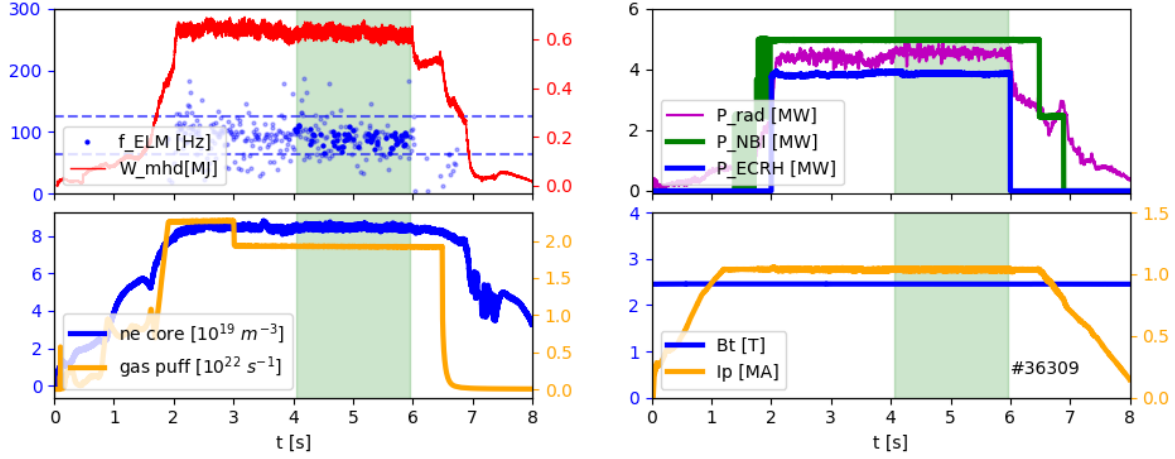 300
200
100
0
0.6
0.4
0.2
0.0
f_ELM [Hz]
W_mhd[MJ]
6
4
2
0
P_rad [MW]
P_NBI [MW]
P_ECRH [MW]
8
6
4
2
0
2.0
1.5
1.0
0.5
0.0
ne core [10¹⁹ m⁻³]
gas puff [10²² s⁻¹]
0 1 2 3 4 5 6 7 8
t [s]
4
3
2
1
0
1.5
1.0
0.5
0.0
Bt [T]
Ip [MA]
#36309
0 1 2 3 4 5 6 7 8
t [s]